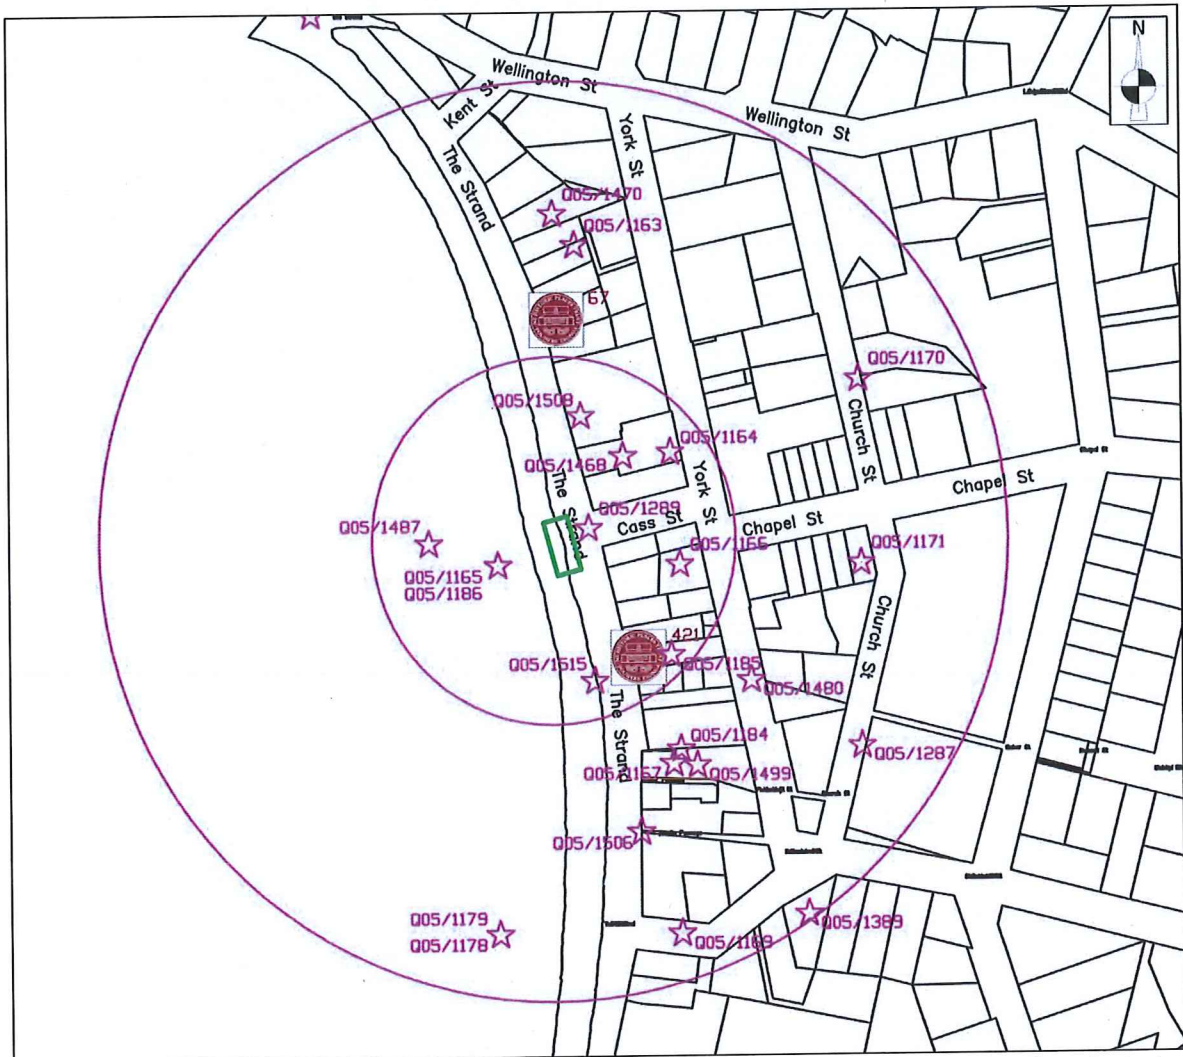 N
Wellington St
Kent St
Wellington St
York St
The Strand
Q05/1470
Q05/1163
67
Q05/1170
Q05/1508
Church St
Q05/1164
Q05/1468
York St
The Strand
Chapel St
Chapel St
Q05/1289
Cass St
Chapel St
Q05/1487
Q05/1166
Q05/1171
Q05/1165
Q05/1186
Church St
421
Q05/1515
Q05/1185
Q05/1480
The Strand
Q05/1184
Q05/1287
Q05/1167
Q05/1499
Church St
Q05/1506
Q05/1179
Q05/1178
Q05/1169
Q05/1389